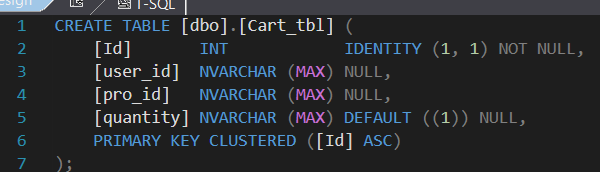 esign
T-SQL
1 CREATE TABLE [dbo].[Cart_tbl] (
2     [Id]       INT            IDENTITY (1, 1) NOT NULL,
3     [user_id]  NVARCHAR (MAX) NULL,
4     [pro_id]   NVARCHAR (MAX) NULL,
5     [quantity] NVARCHAR (MAX) DEFAULT ((1)) NULL,
6     PRIMARY KEY CLUSTERED ([Id] ASC)
7 );